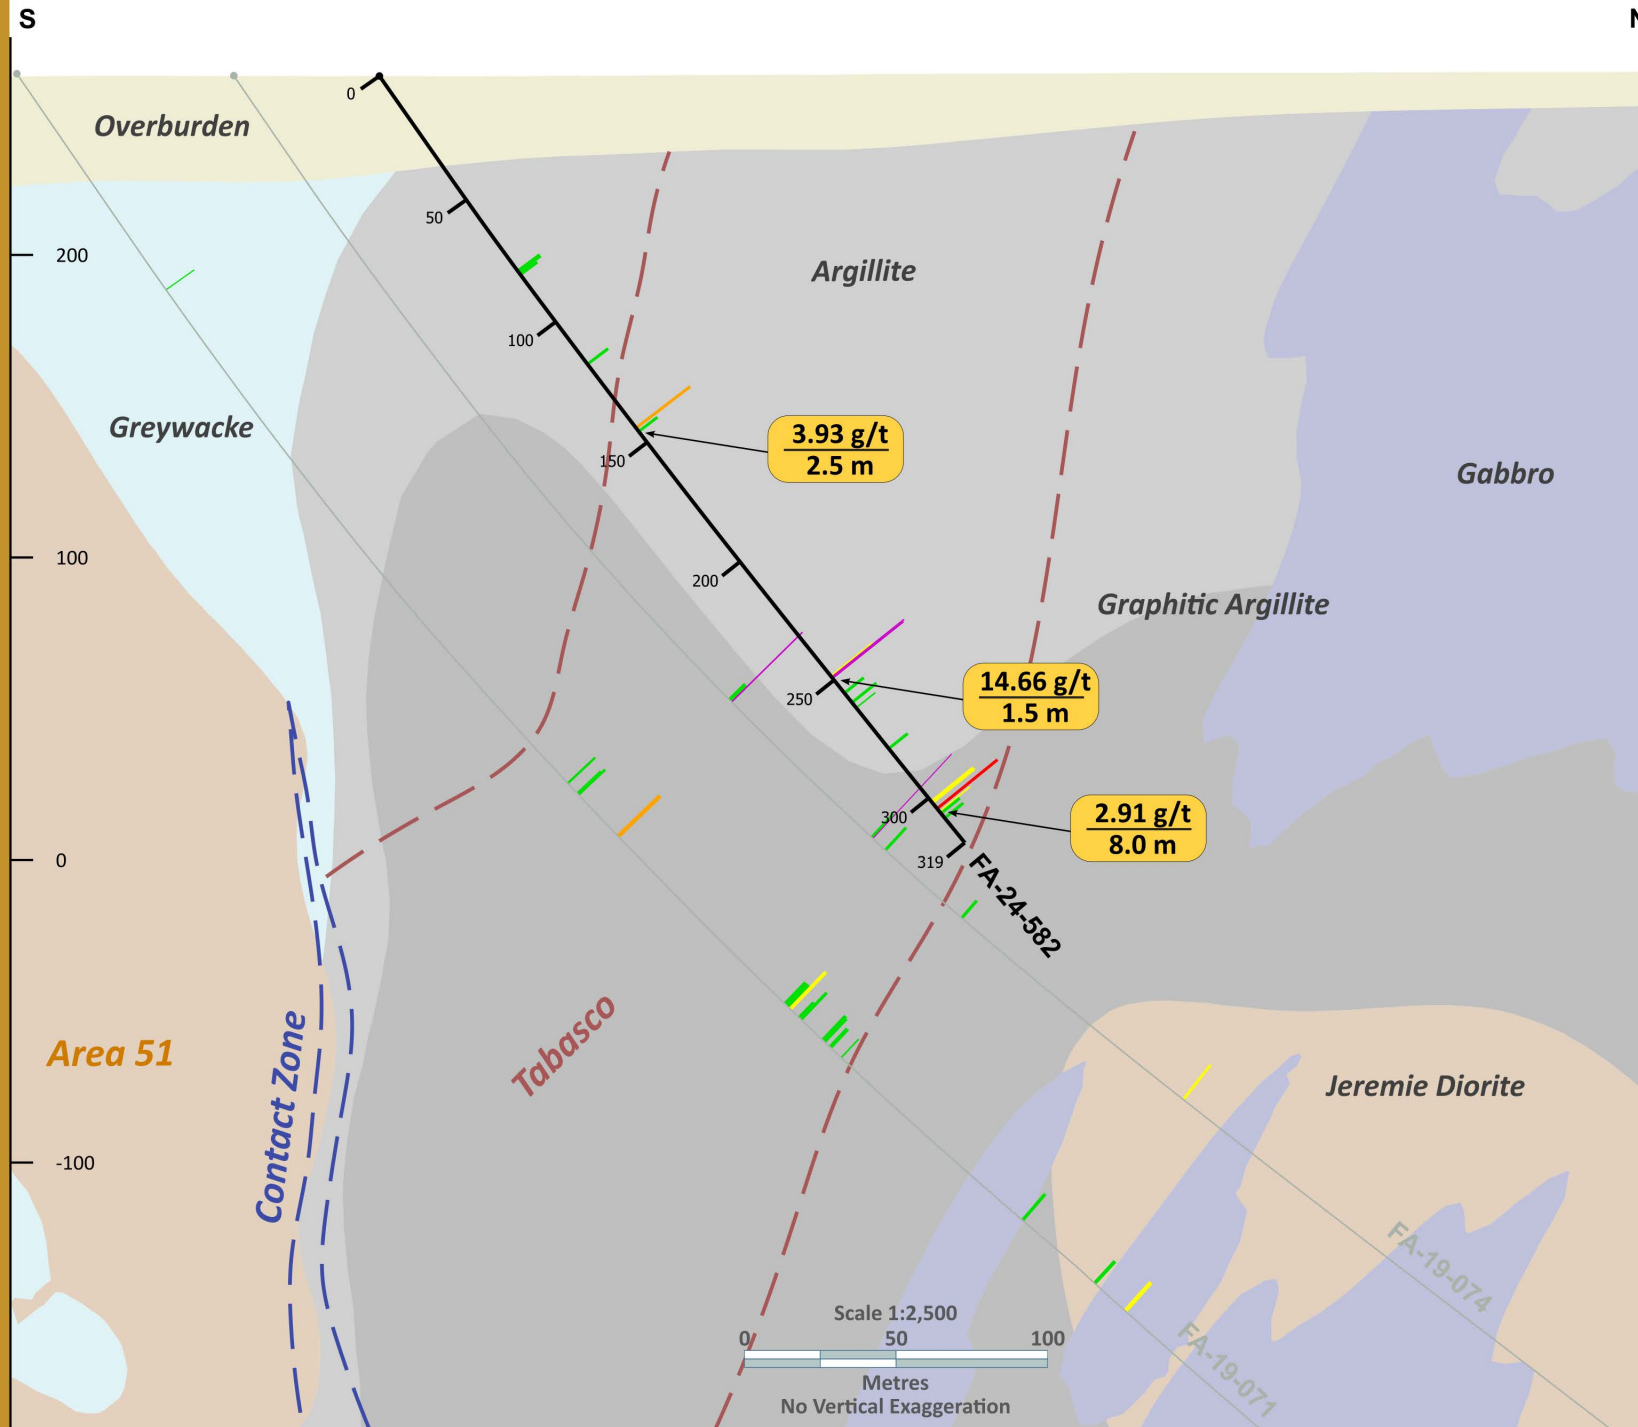 S
N
0
Overburden
50
200
Argillite
100
Greywacke
3.93 g/t
2.5 m
150
Gabbro
100
200
Graphitic Argillite
14.66 g/t
1.5 m
250
300
2.91 g/t
8.0 m
0
319
FA-24-582
Tabasco
Area 51
Contact Zone
Jeremie Diorite
-100
FA-19-074
FA-19-071
Scale 1:2,500
0 50 100
Metres
No Vertical Exaggeration